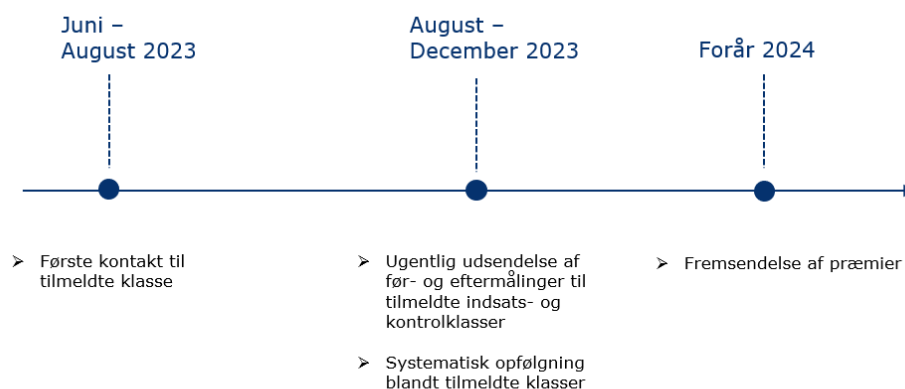 Juni –
August 2023
August –
December 2023
Forår 2024
➢ Første kontakt til
tilmeldte klasse
➢ Ugentlig udsendelse af
før- og eftermålinger til
tilmeldte indsats- og
kontrolklasser
➢ Systematisk opfølgning
blandt tilmeldte klasser
➢ Fremsendelse af præmier